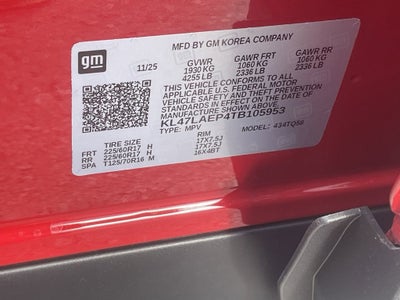 gm
MFD BY GM KOREA COMPANY
11/25 GVWR GAWR FRT GAWR RR
1930 KG 1060 KG 1060 KG
4255 LB 2336 LB 2336 LB
THIS VEHICLE CONFORMS TO ALL
APPLICABLE U.S. FEDERAL MOTOR
VEHICLE SAFETY AND THEFT PREVENTION
STANDARDS IN EFFECT ON THE DATE OF
MANUFACTURE SHOWN ABOVE.
KL47LAEP4TB105953
TYPE: MPV MODEL: 434TQ58
TIRE SIZE RIM
FRT 225/60R17 H 17X7.5J
RR 225/60R17 H 17X7.5J
SPA T125/70R16 M 16X4BT